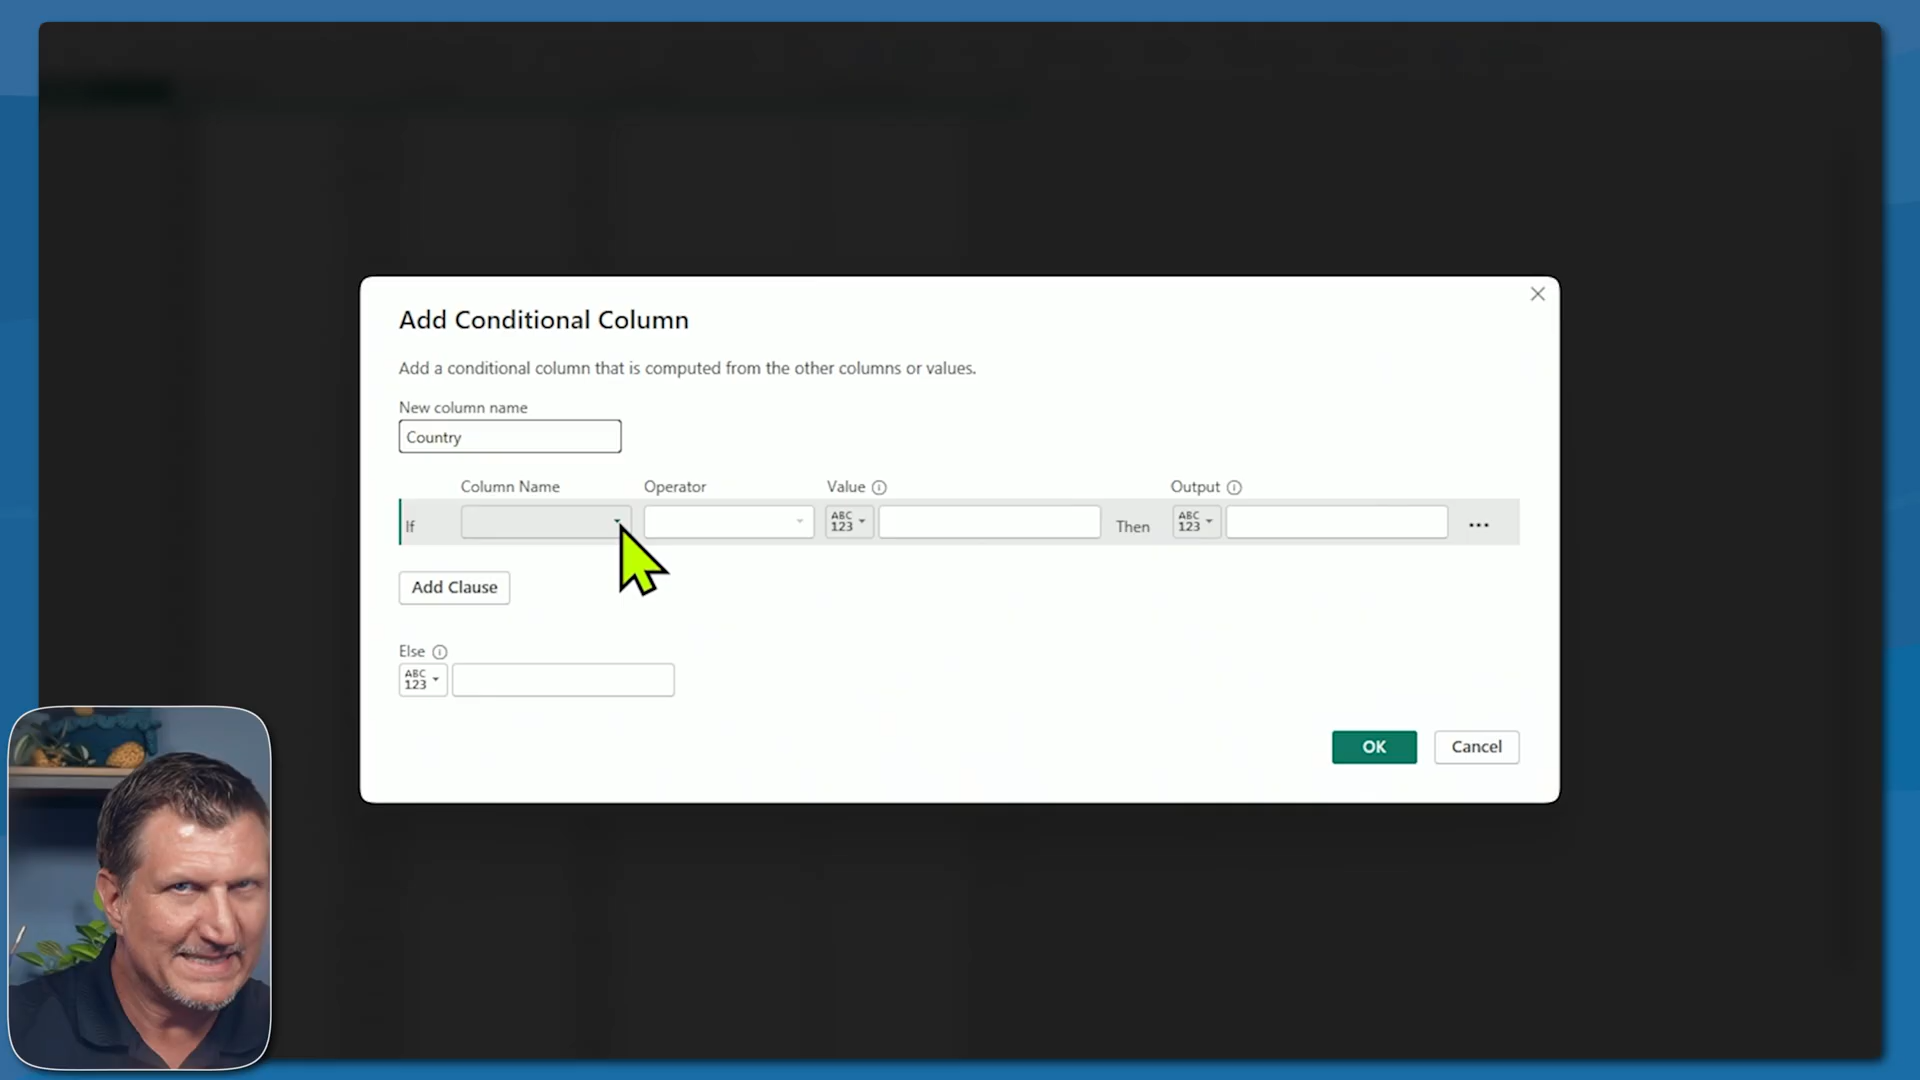 Add Conditional Column
Add a conditional column that is computed from the other columns or values.
New column name
Country
Column Name Operator Value Output
If ABC 123 Then ABC 123 ...
Add Clause
Else
ABC 123
OK Cancel